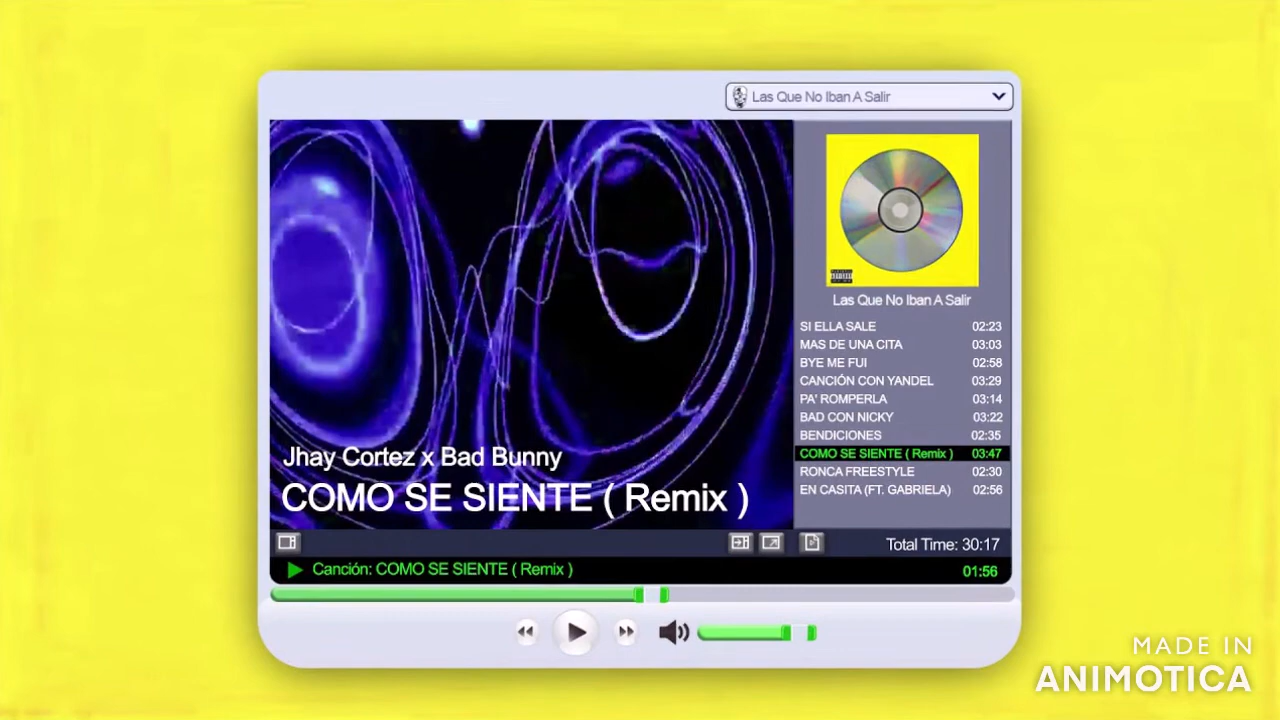 Las Que No Iban A Salir
Las Que No Iban A Salir
SI ELLA SALE 02:23
MAS DE UNA CITA 03:03
BYE ME FUI 02:58
CANCIÓN CON YANDEL 03:29
PA' ROMPERLA 03:14
BAD CON NICKY 03:22
BENDICIONES 02:35
COMO SE SIENTE ( Remix ) 03:47
RONCA FREESTYLE 02:30
EN CASITA (FT. GABRIELA) 02:56
Jhay Cortez x Bad Bunny
COMO SE SIENTE ( Remix )
Total Time: 30:17
Canción: COMO SE SIENTE ( Remix ) 01:56
MADE IN
ANIMOTICA